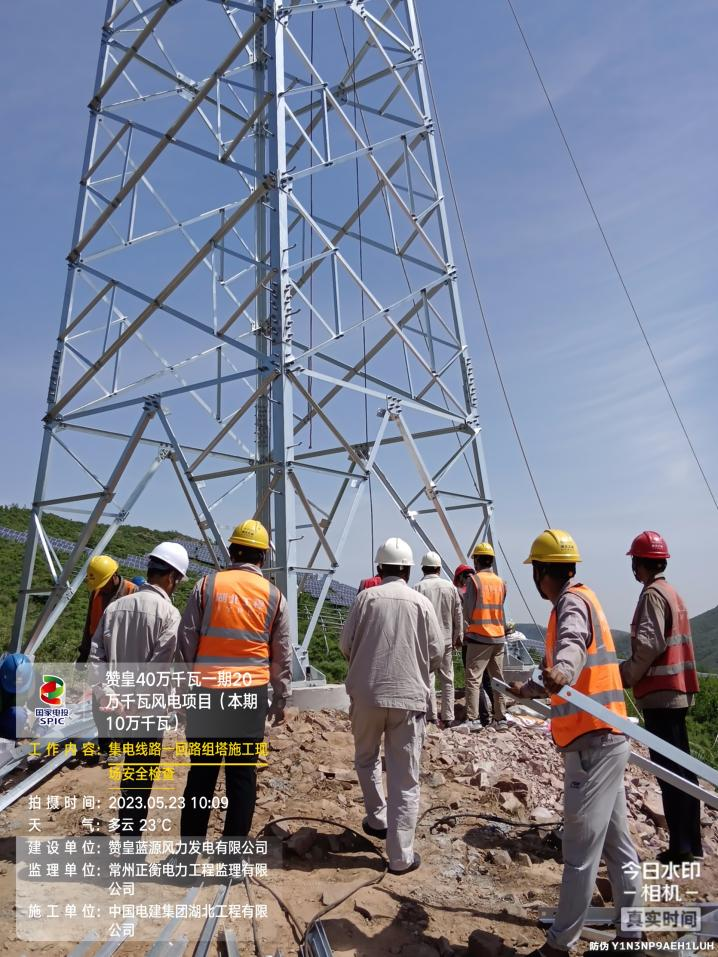 国家电投
SPIC
赞皇40万千瓦一期20
万千瓦风电项目（本期
10万千瓦）
工作内容：集电线路一回路组塔施工现
场安全检查
拍摄时间：2023.05.23 10:09
天　　气：多云 23℃
建设单位：赞皇蓝源风力发电有限公司
监理单位：常州正衡电力工程监理有限
公司
施工单位：中国电建集团湖北工程有限
公司
今日水印
－相机－
真实时间
防伪 Y1N3NP9AEH1LUH